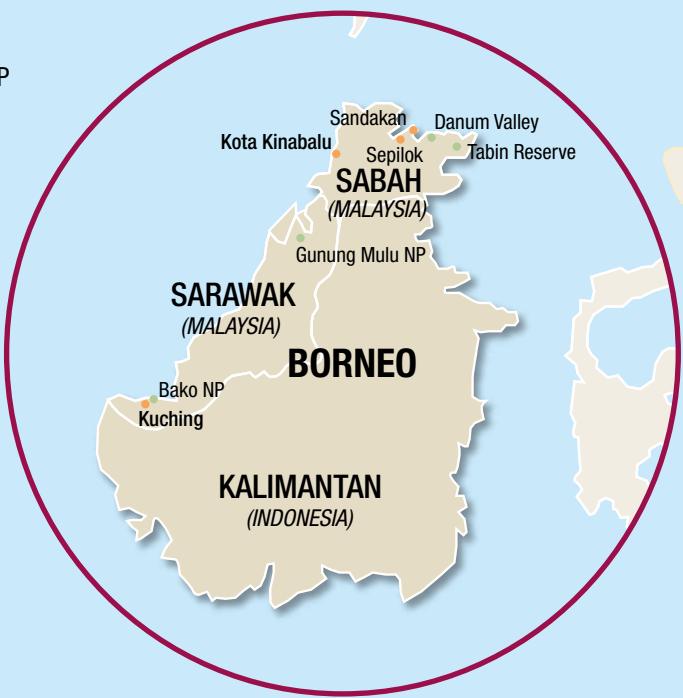 P
Sandakan
Danum Valley
Kota Kinabalu
Sepilok
Tabin Reserve
SABAH
(MALAYSIA)
Gunung Mulu NP
SARAWAK
(MALAYSIA)
BORNEO
Bako NP
Kuching
KALIMANTAN
(INDONESIA)